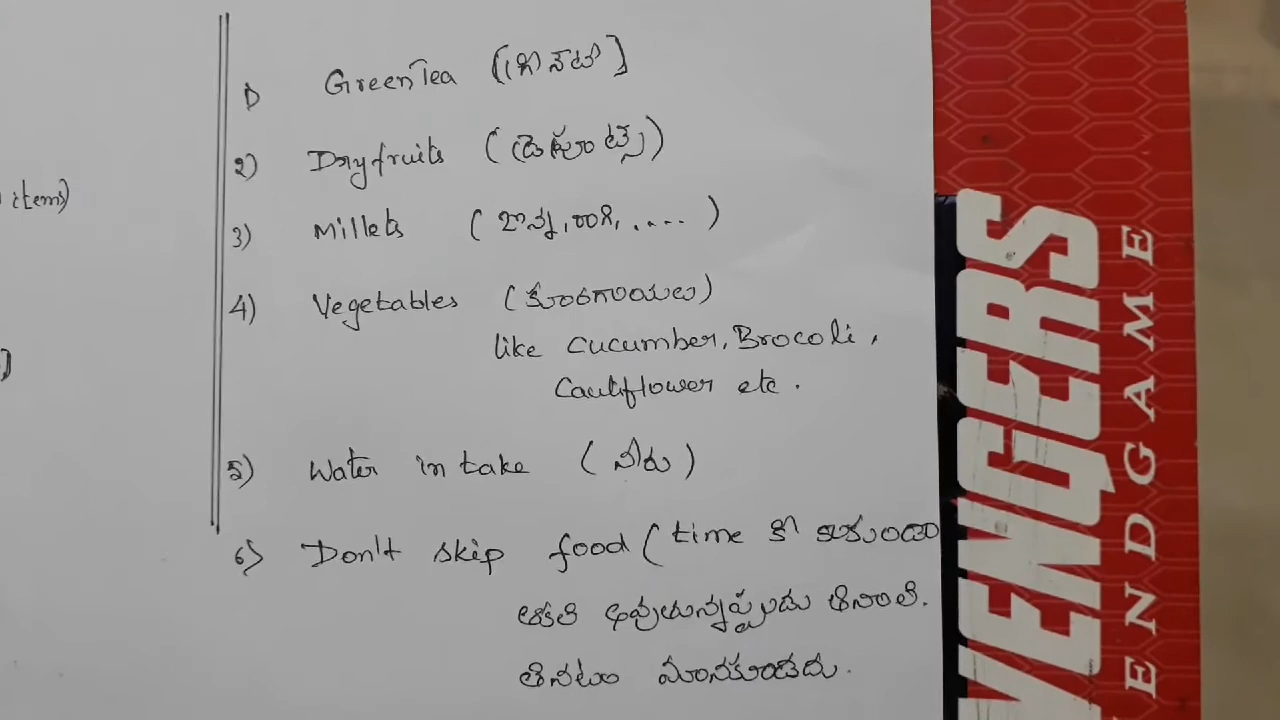 items)
1) Green Tea (గ్రీన్ టీ)
2) Dryfruits (డ్రైఫ్రూట్స్)
3) Millets (జొన్న, రాగి, ....)
4) Vegetables (కూరగాయలు)
like cucumber, Brocoli,
Cauliflower etc.
5) Water in take (నీరు)
6) Don't skip food (time కి కాకుండా
ఆకలి అవుతున్నప్పుడు తినాలి.
తినటం మానకూడదు.
VENGERS
ENDGAME